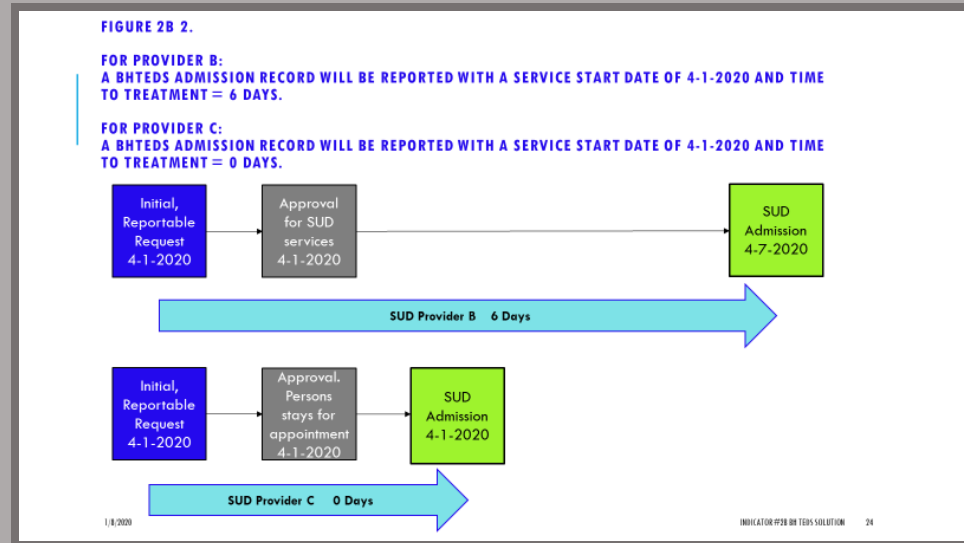 FIGURE 2B 2.
FOR PROVIDER B:
A BHTEDS ADMISSION RECORD WILL BE REPORTED WITH A SERVICE START DATE OF 4-1-2020 AND TIME
TO TREATMENT = 6 DAYS.
FOR PROVIDER C:
A BHTEDS ADMISSION RECORD WILL BE REPORTED WITH A SERVICE START DATE OF 4-1-2020 AND TIME
TO TREATMENT = 0 DAYS.
Initial,
Reportable
Request
4-1-2020
Approval
for SUD
services
4-1-2020
SUD
Admission
4-7-2020
SUD Provider B 6 Days
Initial,
Reportable
Request
4-1-2020
Approval.
Persons
stays for
appointment
4-1-2020
SUD
Admission
4-1-2020
SUD Provider C 0 Days
1/8/2020
INDICATOR #2B BH TEDS SOLUTION 24